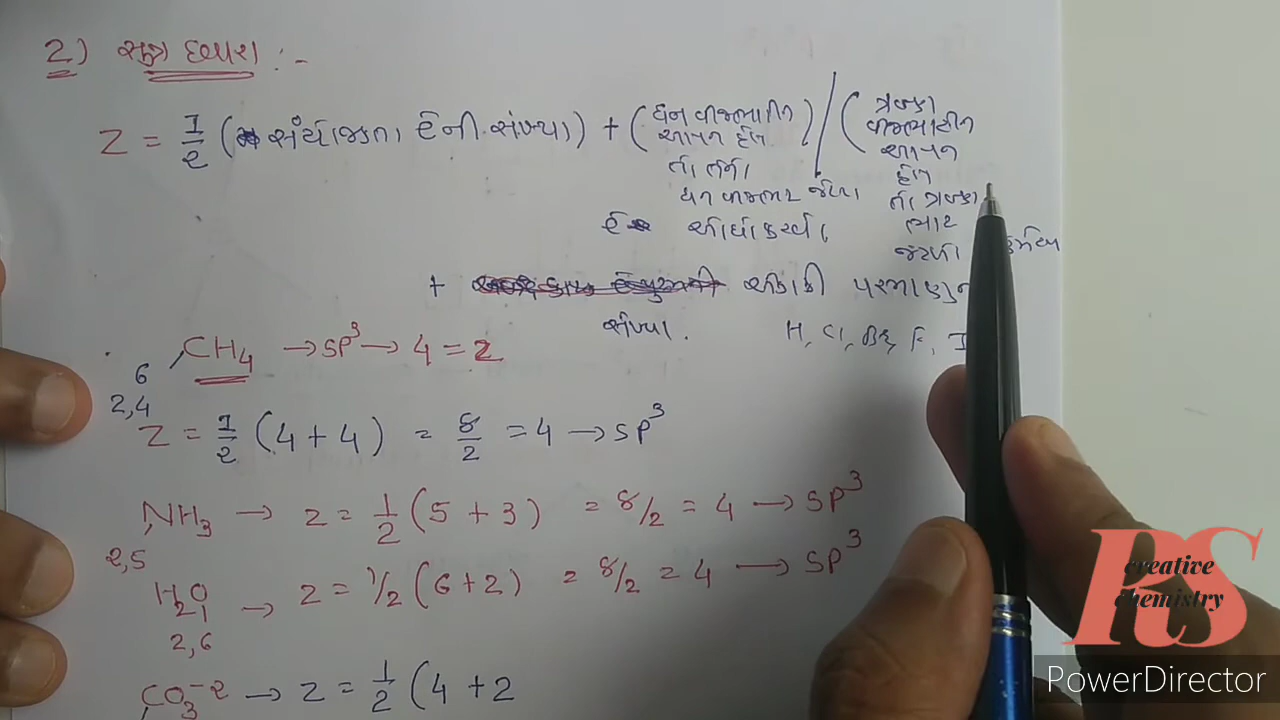 2) સૂત્ર દ્વારા :-
Z = 1/2 (સંયોજકતા ઈ ની સંખ્યા) + (ધન વીજભારીત / (ઋણ
આયન હોય) વીજભારીત
તો તેના આયન
ધન વીજભાર જેટલા હોય
ઓછા કરવા તો ઋણ
ભાર
જેટલા
+ એકાકી પરમાણુ
સંખ્યા. H, Cl, Br, F, I
CH4 → SP³ → 4 = Z
6
2,4
Z = 1/2 (4 + 4) = 8/2 = 4 → SP³
NH3 → Z = 1/2 (5 + 3) = 8/2 = 4 → SP³
2,5
H2O → Z = 1/2 (6 + 2) = 8/2 = 4 → SP³
2,6
CO3⁻² → Z = 1/2 (4 + 2
RS
creative
chemistry
PowerDirector